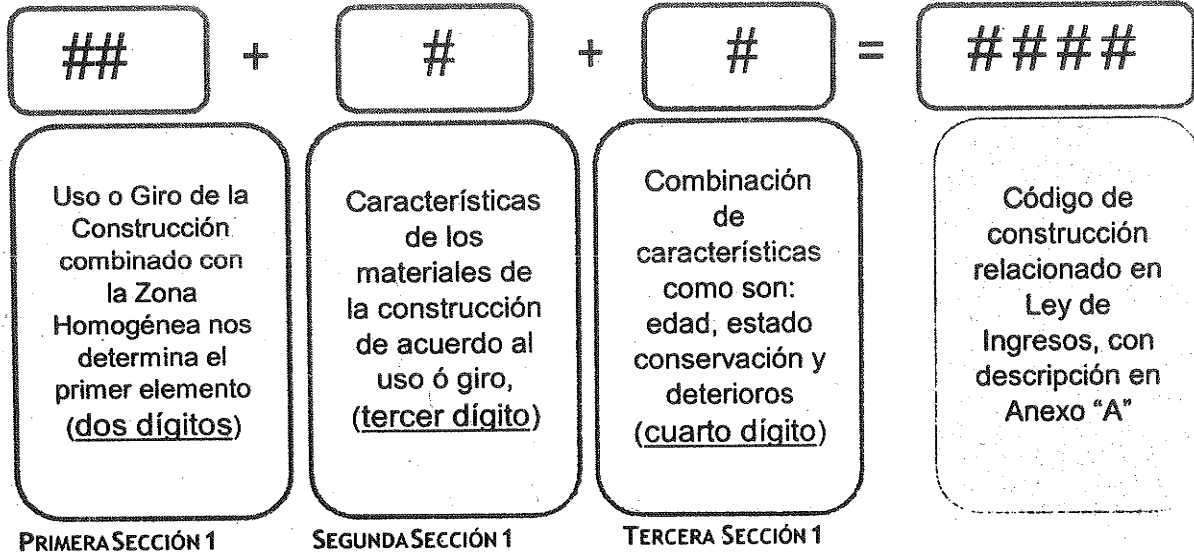 ## + # + # = ####
Uso o Giro de la
Construcción
combinado con
la Zona
Homogénea nos
determina el
primer elemento
(dos dígitos)
Características
de los
materiales de
la construcción
de acuerdo al
uso ó giro,
(tercer dígito)
Combinación
de
características
como son:
edad, estado
conservación y
deterioros
(cuarto dígito)
Código de
construcción
relacionado en
Ley de
Ingresos, con
descripción en
Anexo “A”
PRIMERA SECCIÓN 1
SEGUNDA SECCIÓN 1
TERCERA SECCIÓN 1